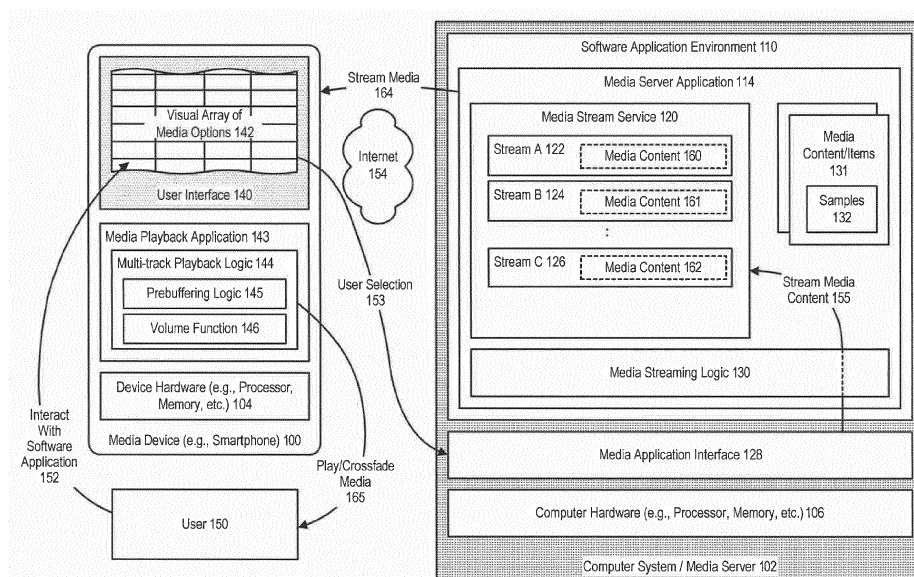 Visual Array of
Media Options 142
User Interface 140
Media Playback Application 143
Multi-track Playback Logic 144
Prebuffering Logic 145
Volume Function 146
Device Hardware (e.g., Processor,
Memory, etc.) 104
Media Device (e.g., Smartphone) 100
Interact
With
Software
Application
152
User 150
Stream Media
164
Internet
154
User Selection
153
Play/Crossfade
Media
165
Software Application Environment 110
Media Server Application 114
Media Stream Service 120
Stream A 122
Media Content 160
Stream B 124
Media Content 161
:
Stream C 126
Media Content 162
Media
Content/Items
131
Samples
132
Stream Media
Content 155
Media Streaming Logic 130
Media Application Interface 128
Computer Hardware (e.g., Processor, Memory, etc.) 106
Computer System / Media Server 102